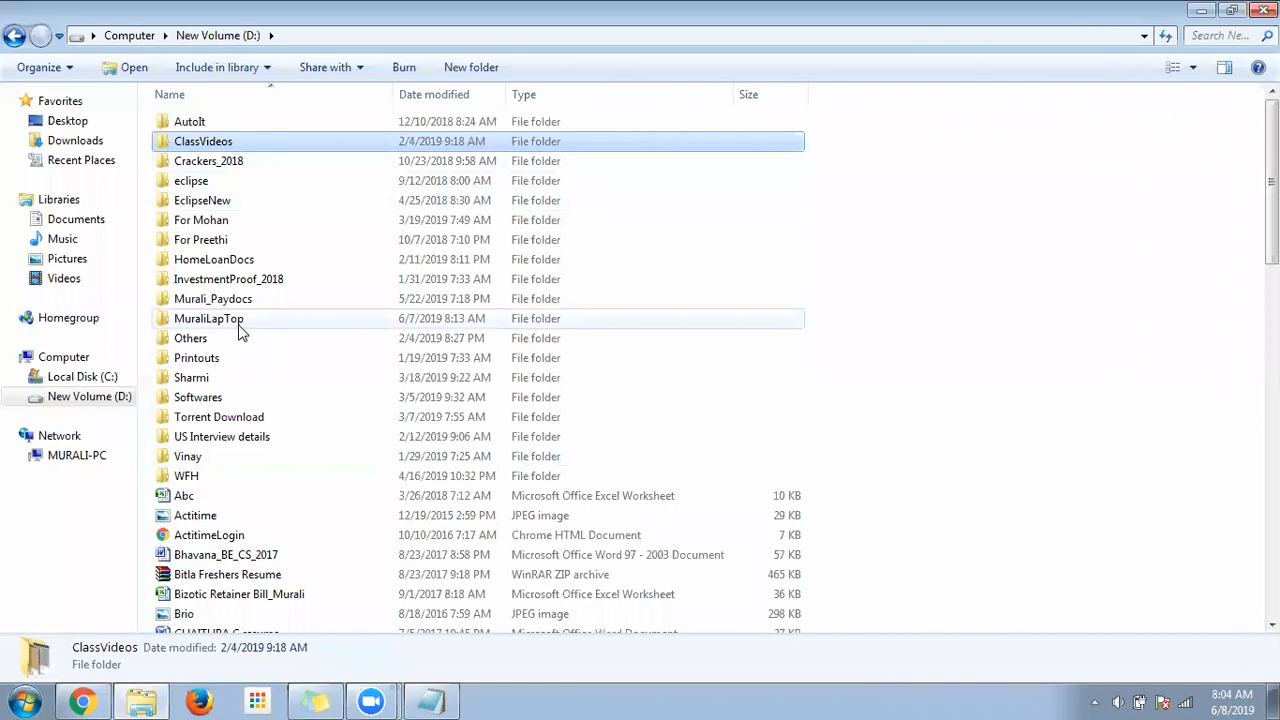 Computer New Volume (D:)
Search Ne...
Organize Open Include in library Share with Burn New folder
Name Date modified Type Size
Favorites
Desktop
Downloads
Recent Places
Libraries
Documents
Music
Pictures
Videos
Homegroup
Computer
Local Disk (C:)
New Volume (D:)
Network
MURALI-PC
AutoIt 12/10/2018 8:24 AM File folder
ClassVideos 2/4/2019 9:18 AM File folder
Crackers_2018 10/23/2018 9:58 AM File folder
eclipse 9/12/2018 8:00 AM File folder
EclipseNew 4/25/2018 8:30 AM File folder
For Mohan 3/19/2019 7:49 AM File folder
For Preethi 10/7/2018 7:10 PM File folder
HomeLoanDocs 2/11/2019 8:11 PM File folder
InvestmentProof_2018 1/31/2019 7:33 AM File folder
Murali_Paydocs 5/22/2019 7:18 PM File folder
MuraliLapTop 6/7/2019 8:13 AM File folder
Others 2/4/2019 8:27 PM File folder
Printouts 1/19/2019 7:33 AM File folder
Sharmi 3/18/2019 9:22 AM File folder
Softwares 3/5/2019 9:32 AM File folder
Torrent Download 3/7/2019 7:55 AM File folder
US Interview details 2/12/2019 9:06 AM File folder
Vinay 1/29/2019 7:25 AM File folder
WFH 4/16/2019 10:32 PM File folder
Abc 3/26/2018 7:12 AM Microsoft Office Excel Worksheet 10 KB
Actitime 12/19/2015 2:59 PM JPEG image 29 KB
ActitimeLogin 10/10/2016 7:17 AM Chrome HTML Document 7 KB
Bhavana_BE_CS_2017 8/23/2017 8:58 PM Microsoft Office Word 97 - 2003 Document 57 KB
Bitla Freshers Resume 8/23/2017 9:18 PM WinRAR ZIP archive 465 KB
Bizotic Retainer Bill_Murali 9/1/2017 8:18 AM Microsoft Office Excel Worksheet 36 KB
Brio 8/18/2016 7:59 AM JPEG image 298 KB
ClassVideos Date modified: 2/4/2019 9:18 AM
File folder
8:04 AM
6/8/2019